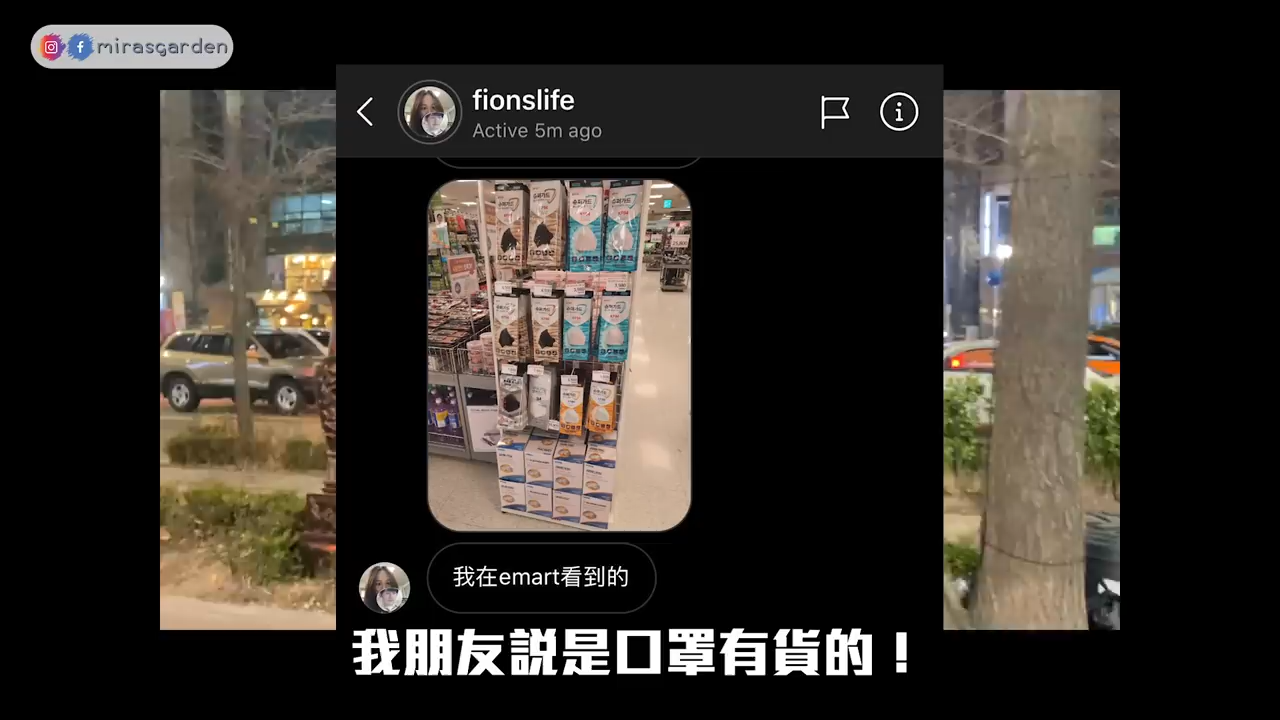 mirasgarden
fionslife
Active 5m ago
我在emart看到的
我朋友説是口罩有貨的！